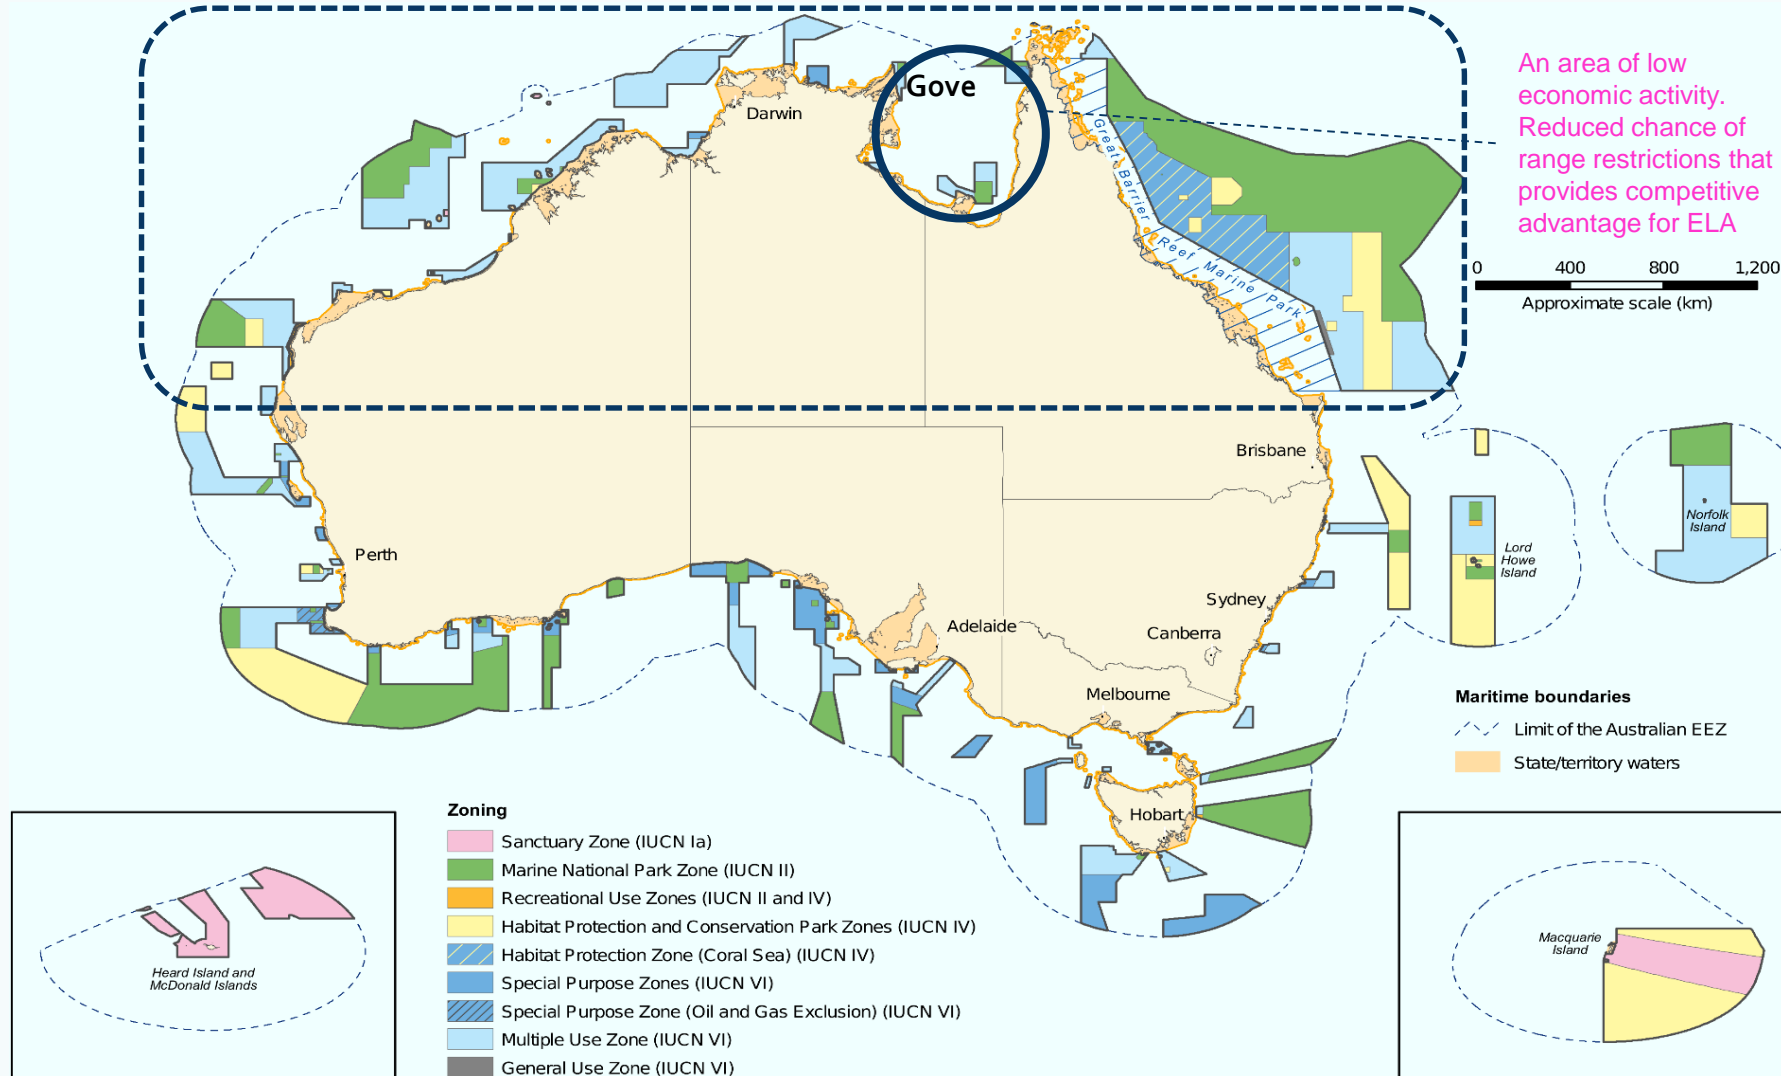 Gove
Darwin
An area of low
economic activity.
Reduced chance of
range restrictions that
provides competitive
advantage for ELA
0 400 800 1,200
Approximate scale (km)
Great Barrier Reef Marine Park
Brisbane
Norfolk
Island
Lord
Howe
Island
Perth
Sydney
Adelaide
Canberra
Melbourne
Hobart
Maritime boundaries
Limit of the Australian EEZ
State/territory waters
Zoning
Sanctuary Zone (IUCN Ia)
Marine National Park Zone (IUCN II)
Recreational Use Zones (IUCN II and IV)
Habitat Protection and Conservation Park Zones (IUCN IV)
Habitat Protection Zone (Coral Sea) (IUCN IV)
Special Purpose Zones (IUCN VI)
Special Purpose Zone (Oil and Gas Exclusion) (IUCN VI)
Multiple Use Zone (IUCN VI)
General Use Zone (IUCN VI)
Heard Island and
McDonald Islands
Macquarie
Island